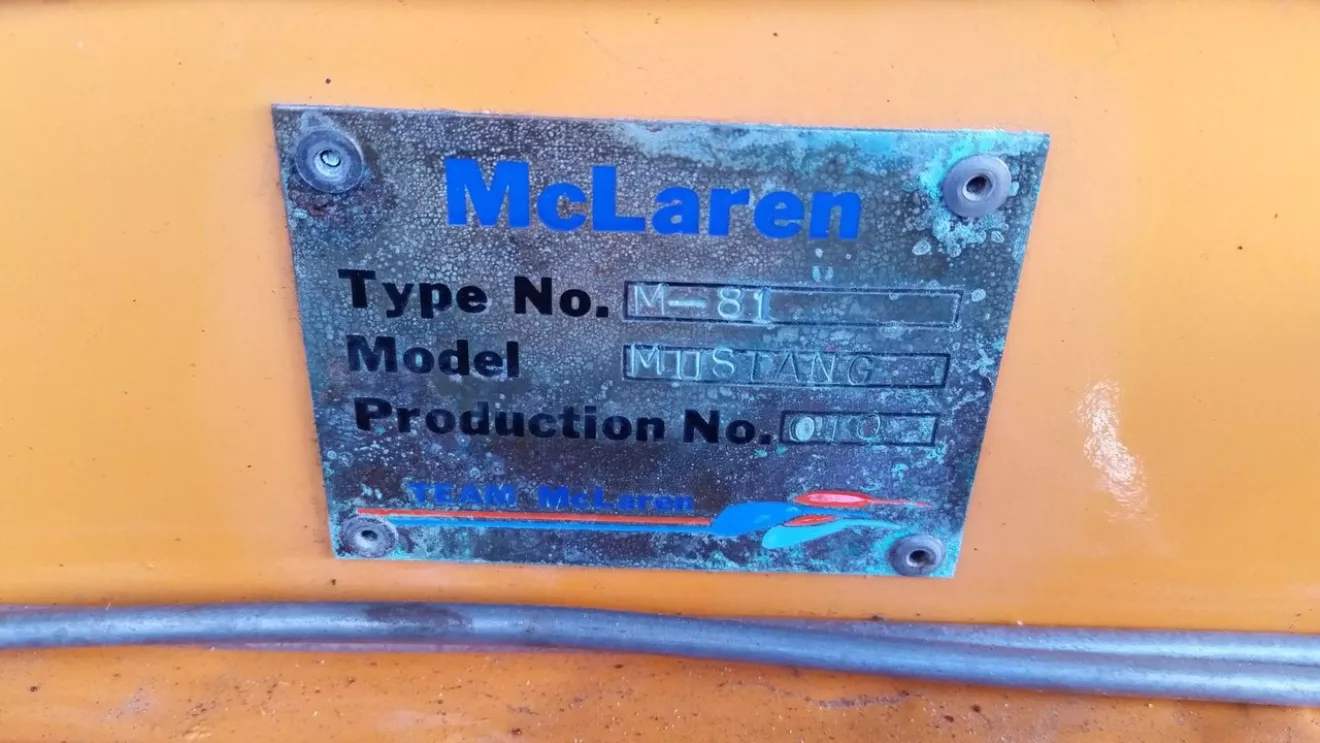 McLaren
Type No. M-81
Model MUSTANG
Production No. 010
TEAM McLaren